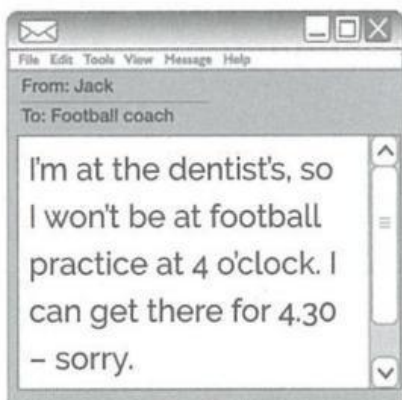 File Edit Tools View Message Help
From: Jack
To: Football coach
I'm at the dentist's, so
I won't be at football
practice at 4 o'clock. I
can get there for 4.30
– sorry.